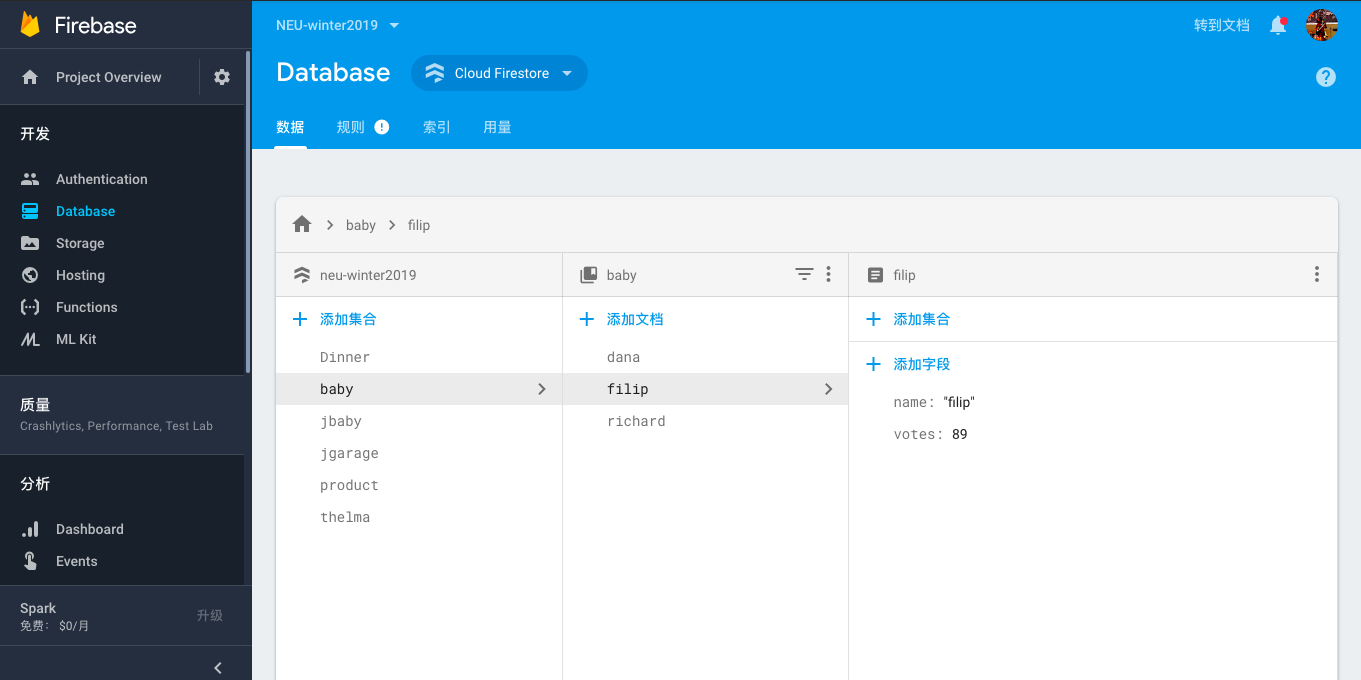 Firebase
Project Overview
开发
Authentication
Database
Storage
Hosting
Functions
ML Kit
质量
Crashlytics, Performance, Test Lab
分析
Dashboard
Events
Spark
免费： $0/月
升级
NEU-winter2019
转到文档
Database
Cloud Firestore
数据 规则 索引 用量
baby filip
neu-winter2019
添加集合
Dinner
baby
jbaby
jgarage
product
thelma
baby
添加文档
dana
filip
richard
filip
添加集合
添加字段
name: "filip"
votes: 89